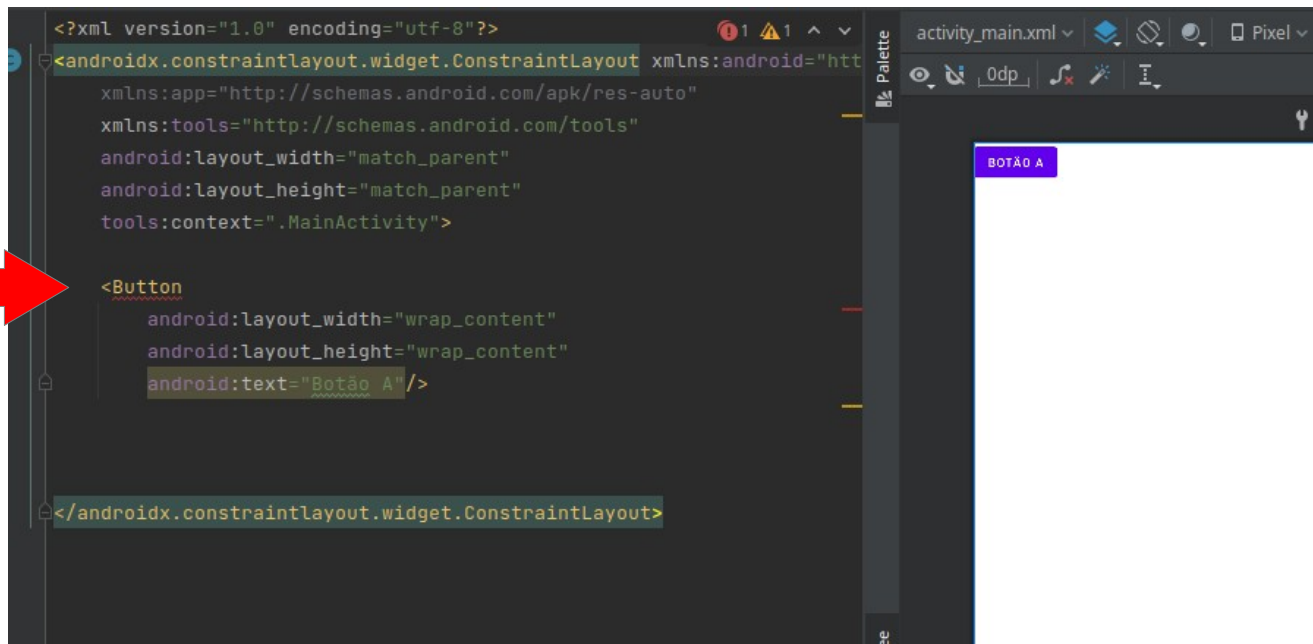 <?xml version="1.0" encoding="utf-8"?>
1 1
<androidx.constraintlayout.widget.ConstraintLayout xmlns:android="htt
xmlns:app="http://schemas.android.com/apk/res-auto"
xmlns:tools="http://schemas.android.com/tools"
android:layout_width="match_parent"
android:layout_height="match_parent"
tools:context=".MainActivity">
<Button
android:layout_width="wrap_content"
android:layout_height="wrap_content"
android:text="Botão A"/>
</androidx.constraintlayout.widget.ConstraintLayout>
Palette
activity_main.xml
Pixel
0dp
BOTÃO A
ee